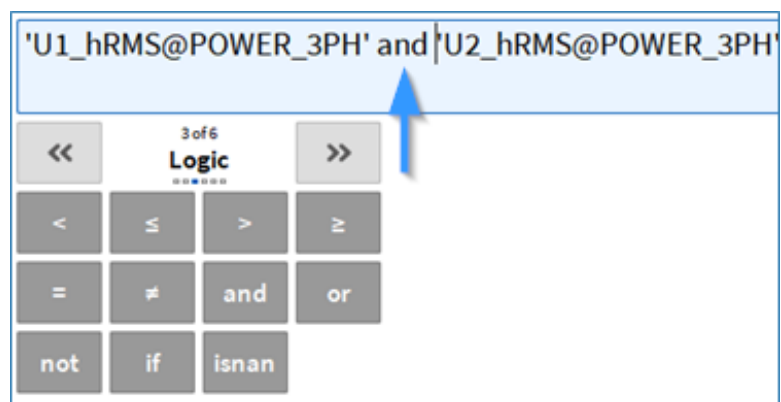 'U1_hRMS@POWER_3PH' and 'U2_hRMS@POWER_3PH'
« 3 of 6 »
Logic
< ≤ > ≥
= ≠ and or
not if isnan